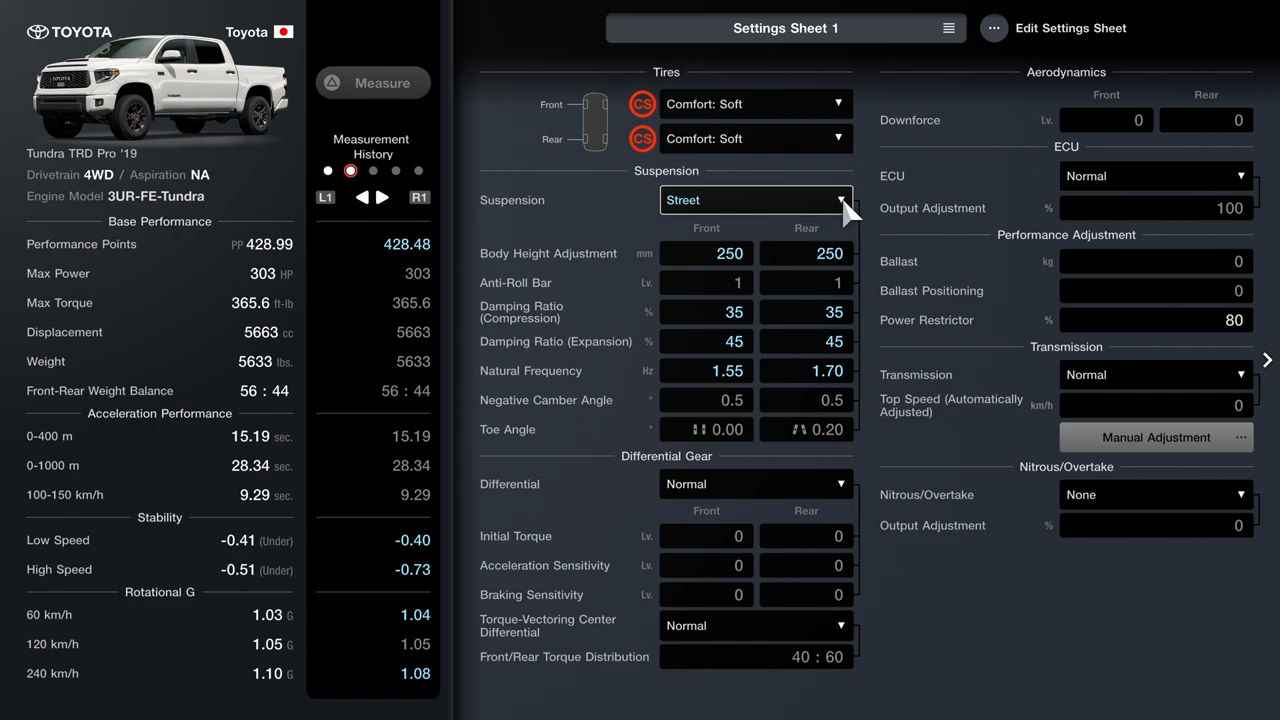 TOYOTA
Toyota
Tundra TRD Pro '19
Drivetrain 4WD / Aspiration NA
Engine Model 3UR-FE-Tundra
Base Performance
Performance Points PP 428.99 428.48
Max Power 303 HP 303
Max Torque 365.6 ft-lb 365.6
Displacement 5663 cc 5663
Weight 5633 lbs. 5633
Front-Rear Weight Balance 56 : 44 56 : 44
Acceleration Performance
0-400 m 15.19 sec. 15.19
0-1000 m 28.34 sec. 28.34
100-150 km/h 9.29 sec. 9.29
Stability
Low Speed -0.41 (Under) -0.40
High Speed -0.51 (Under) -0.73
Rotational G
60 km/h 1.03 G 1.04
120 km/h 1.05 G 1.05
240 km/h 1.10 G 1.08
Measure
Measurement
History
L1 R1
Settings Sheet 1
Edit Settings Sheet
Tires
Front CS Comfort: Soft
Rear CS Comfort: Soft
Suspension
Suspension Street
Front Rear
Body Height Adjustment mm 250 250
Anti-Roll Bar Lv. 1 1
Damping Ratio
(Compression) % 35 35
Damping Ratio (Expansion) % 45 45
Natural Frequency Hz 1.55 1.70
Negative Camber Angle ° 0.5 0.5
Toe Angle ° 0.00 0.20
Differential Gear
Differential Normal
Front Rear
Initial Torque Lv. 0 0
Acceleration Sensitivity Lv. 0 0
Braking Sensitivity Lv. 0 0
Torque-Vectoring Center
Differential Normal
Front/Rear Torque Distribution 40 : 60
Aerodynamics
Front Rear
Downforce Lv. 0 0
ECU
ECU Normal
Output Adjustment % 100
Performance Adjustment
Ballast kg 0
Ballast Positioning 0
Power Restrictor % 80
Transmission
Transmission Normal
Top Speed (Automatically
Adjusted) km/h 0
Manual Adjustment
Nitrous/Overtake
Nitrous/Overtake None
Output Adjustment % 0